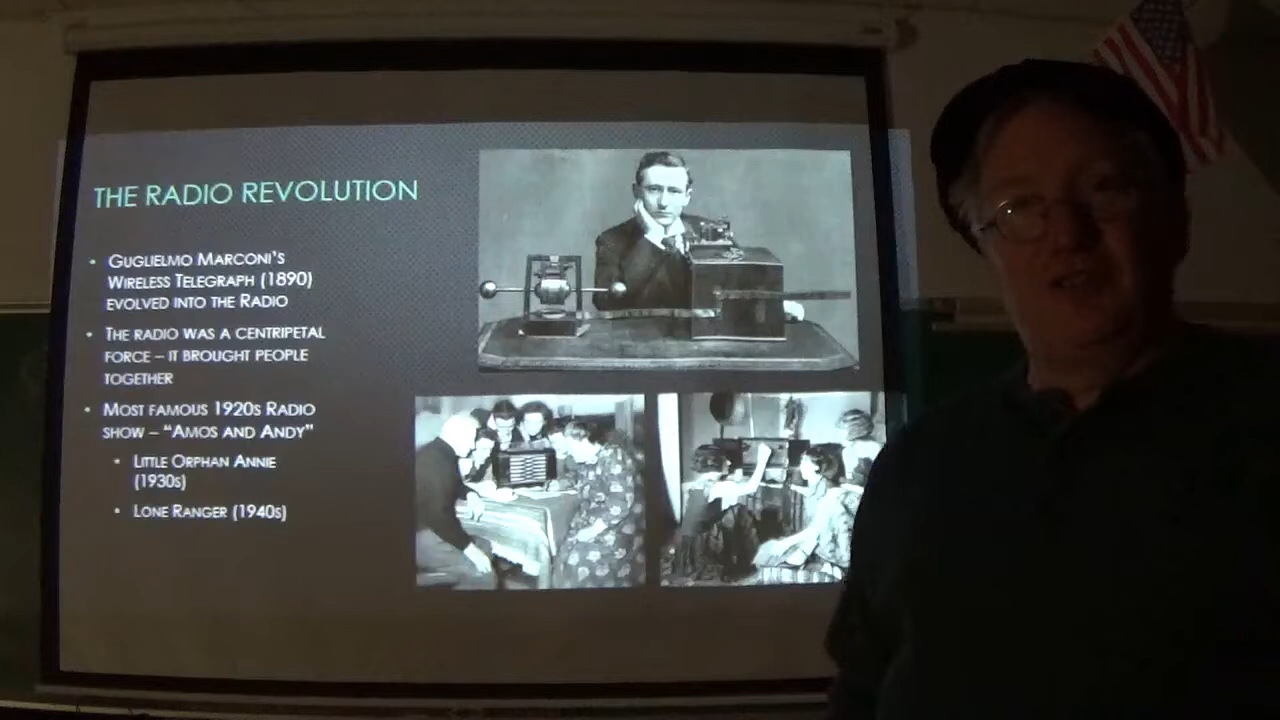 THE RADIO REVOLUTION
• GUGLIELMO MARCONI'S
WIRELESS TELEGRAPH (1890)
EVOLVED INTO THE RADIO
• THE RADIO WAS A CENTRIPETAL
FORCE – IT BROUGHT PEOPLE
TOGETHER
• MOST FAMOUS 1920S RADIO
SHOW – "AMOS AND ANDY"
• LITTLE ORPHAN ANNIE
(1930S)
• LONE RANGER (1940S)